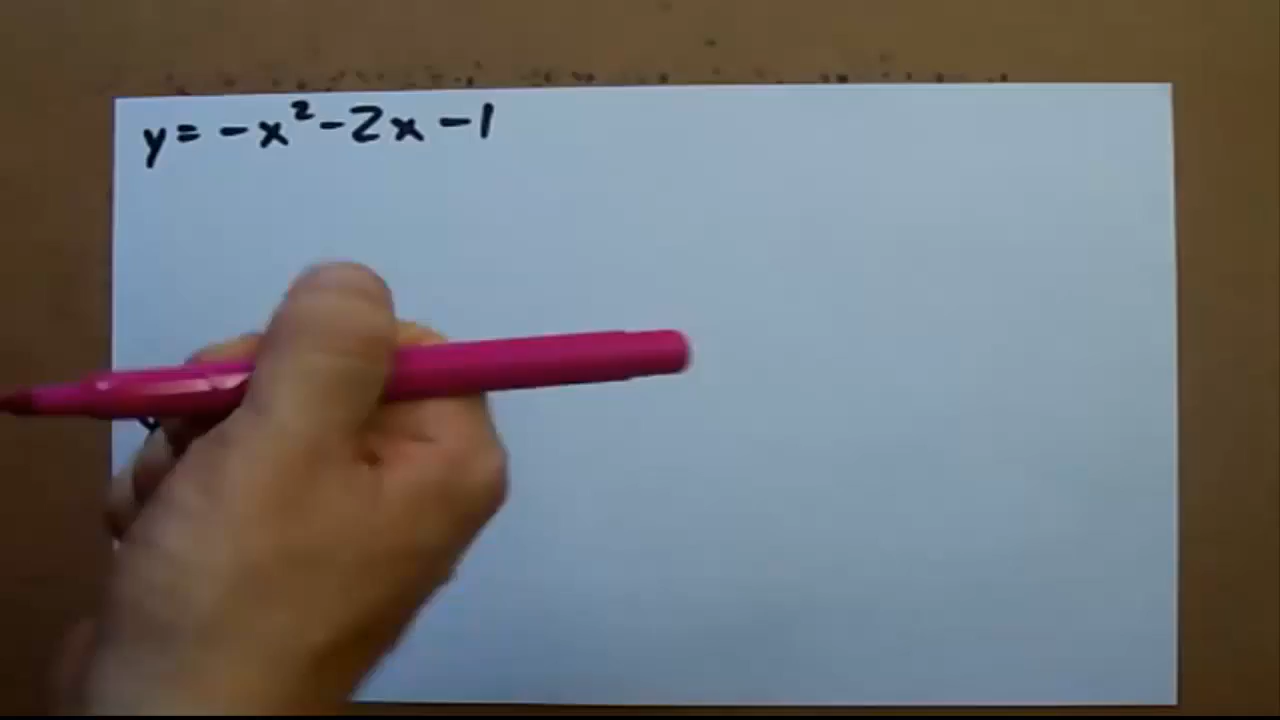 y = -x² - 2x - 1